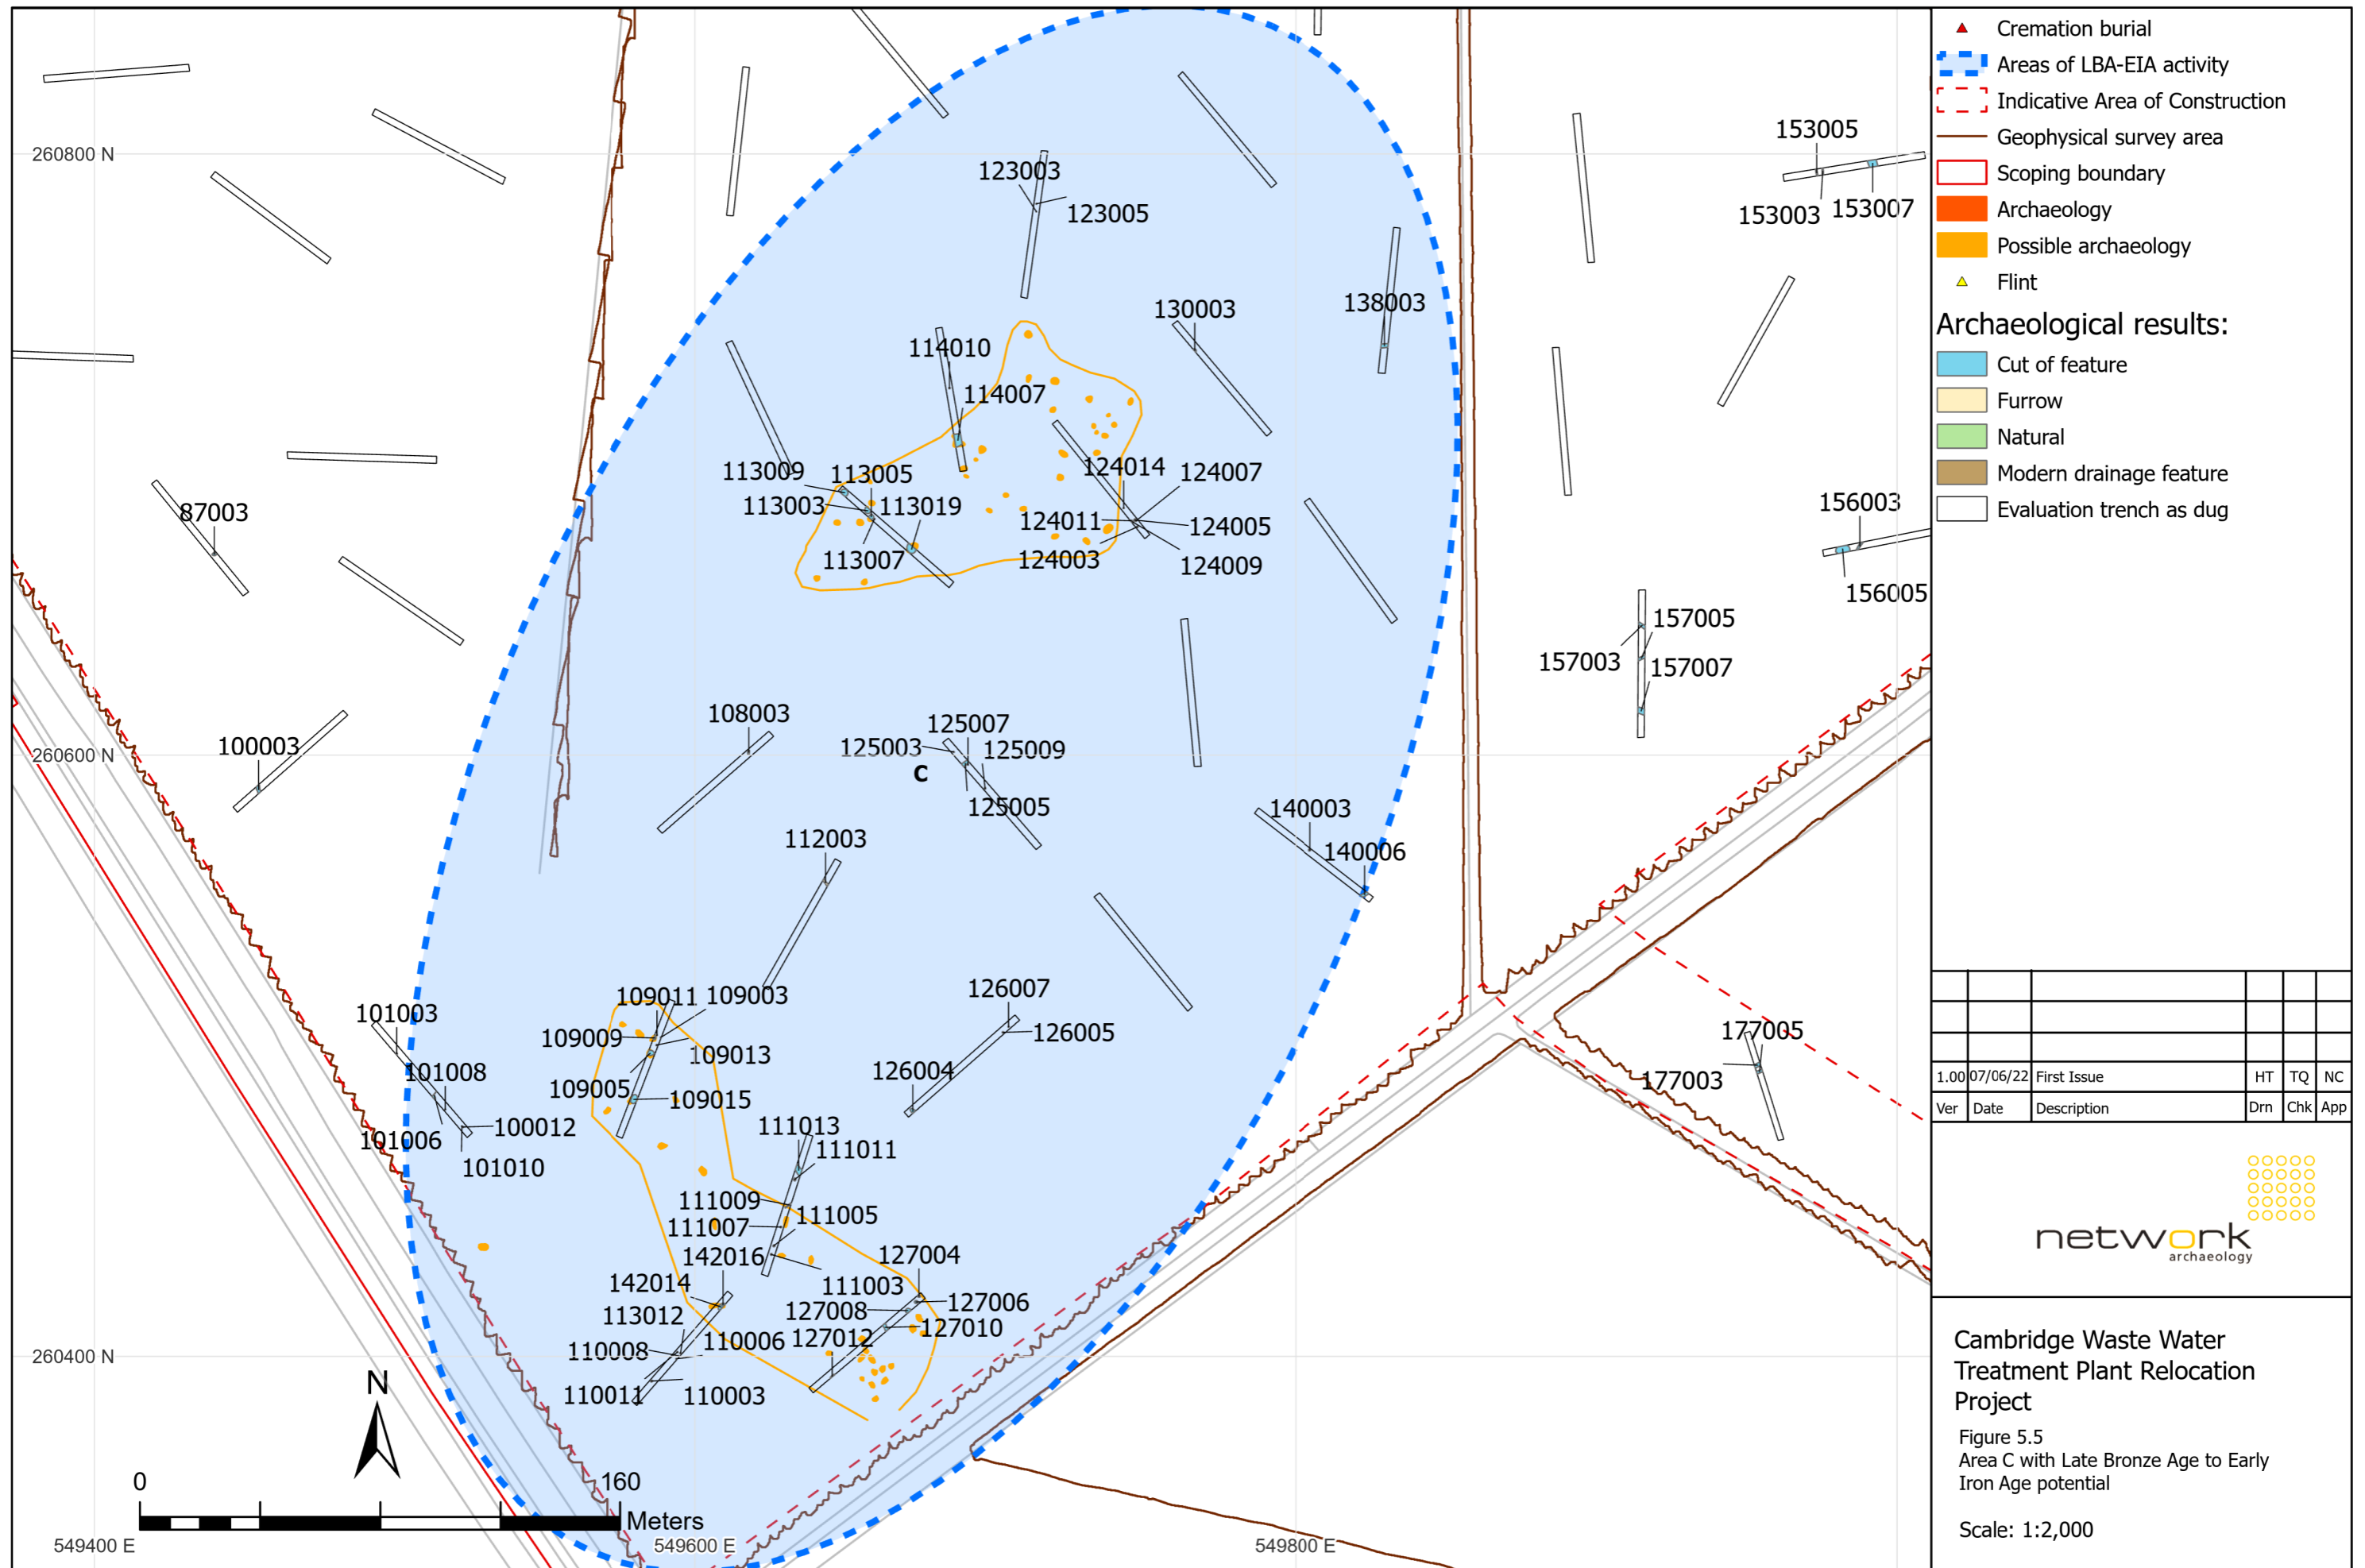 Cremation burial
Areas of LBA-EIA activity
Indicative Area of Construction
Geophysical survey area
Scoping boundary
Archaeology
Possible archaeology
Flint
Archaeological results:
Cut of feature
Furrow
Natural
Modern drainage feature
Evaluation trench as dug
260800 N
153005
123003
123005
153003 153007
130003
138003
114010
114007
113009 113005
124014 124007
113003 113019
87003
156003
124011 124005
113007
124003 124009
156005
157005
157003
157007
108003
125007
125003 125009
100003
260600 N
C
125005
140003
112003
140006
126007
109011 109003
101003
109009
126005
177005
109013
101008
126004
177003
109005 109015
111013
100012
101006
111011
101010
111009
111005
111007
142016
127004
142014
111003
127006
113012
127008
127010
110006 127012
110008
260400 N
110011 110003
N
0 160
Meters
549400 E
549600 E
549800 E
1.00 07/06/22 First Issue HT TQ NC
Ver Date Description Drn Chk App
network
archaeology
Cambridge Waste Water
Treatment Plant Relocation
Project
Figure 5.5
Area C with Late Bronze Age to Early
Iron Age potential
Scale: 1:2,000